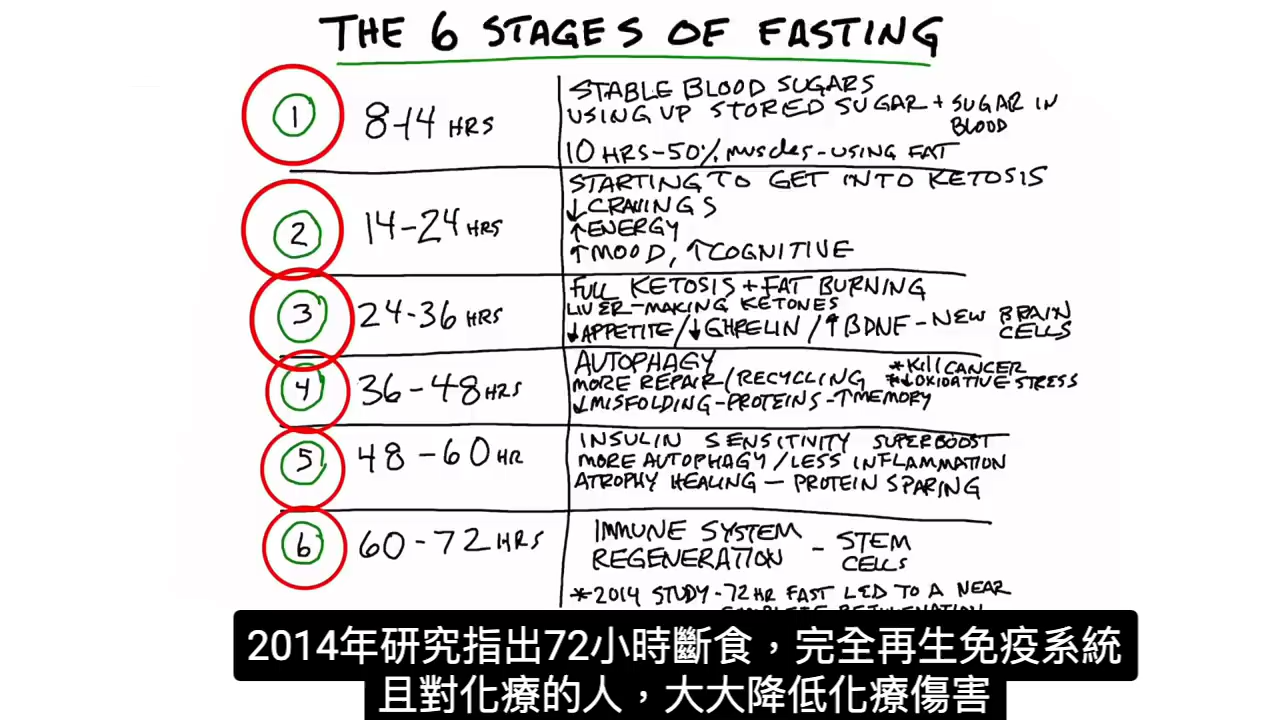 THE 6 STAGES OF FASTING
1 8-14 HRS
STABLE BLOOD SUGARS
USING UP STORED SUGAR + SUGAR IN BLOOD
10 HRS-50% MUSCLES-USING FAT
2 14-24 HRS
STARTING TO GET INTO KETOSIS
↓CRAVINGS
↑ENERGY
↑MOOD, ↑COGNITIVE
3 24-36 HRS
FULL KETOSIS + FAT BURNING
LIVER-MAKING KETONES
↓APPETITE/↓GHRELIN/↑BDNF-NEW BRAIN CELLS
4 36-48 HRS
AUTOPHAGY *KILL CANCER
MORE REPAIR/RECYCLING *↓OXIDATIVE STRESS
↓MISFOLDING-PROTEINS-↑MEMORY
5 48-60 HR
INSULIN SENSITIVITY SUPERBOOST
MORE AUTOPHAGY/LESS INFLAMMATION
ATROPHY HEALING - PROTEIN SPARING
6 60-72 HRS
IMMUNE SYSTEM REGENERATION - STEM CELLS
*2014 STUDY-72 HR FAST LED TO A NEAR
2014年研究指出72小時斷食，完全再生免疫系統
且對化療的人，大大降低化療傷害